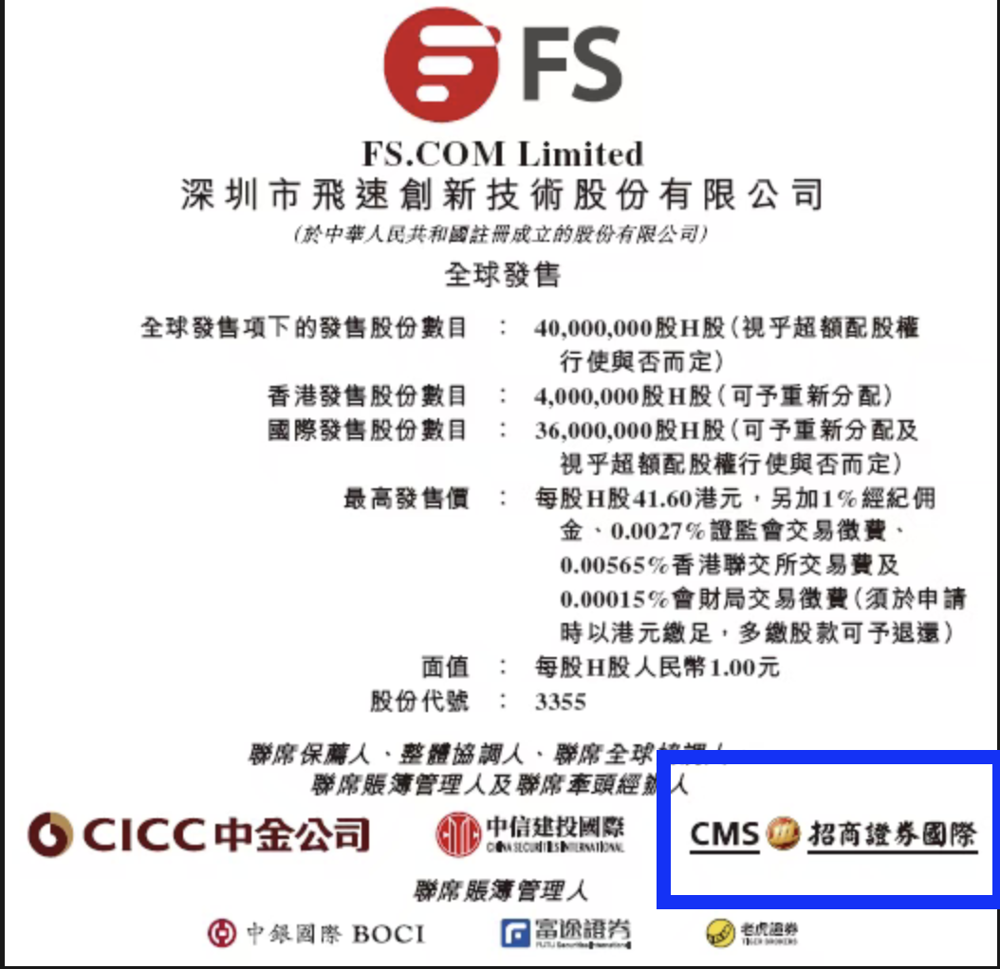 FS
FS.COM Limited
深圳市飛速創新技術股份有限公司
(於中華人民共和國註冊成立的股份有限公司)
全球發售
全球發售項下的發售股份數目 : 40,000,000股H股(視乎超額配股權
行使與否而定)
香港發售股份數目 : 4,000,000股H股(可予重新分配)
國際發售股份數目 : 36,000,000股H股(可予重新分配及
視乎超額配股權行使與否而定)
最高發售價 : 每股H股41.60港元，另加1%經紀佣
金、0.0027%證監會交易徵費、
0.00565%香港聯交所交易費及
0.00015%會財局交易徵費(須於申請
時以港元繳足，多繳股款可予退還)
面值 : 每股H股人民幣1.00元
股份代號 : 3355
聯席保薦人、整體協調人、聯席全球協調人、
聯席賬簿管理人及聯席牽頭經辦人
CICC中金公司 中信建投國際 CMS 招商證券國際
CHINA SECURITIES INTERNATIONAL
聯席賬簿管理人
中銀國際 BOCI 富途證券 老虎證券
FUTU Securities International TIGER BROKERS